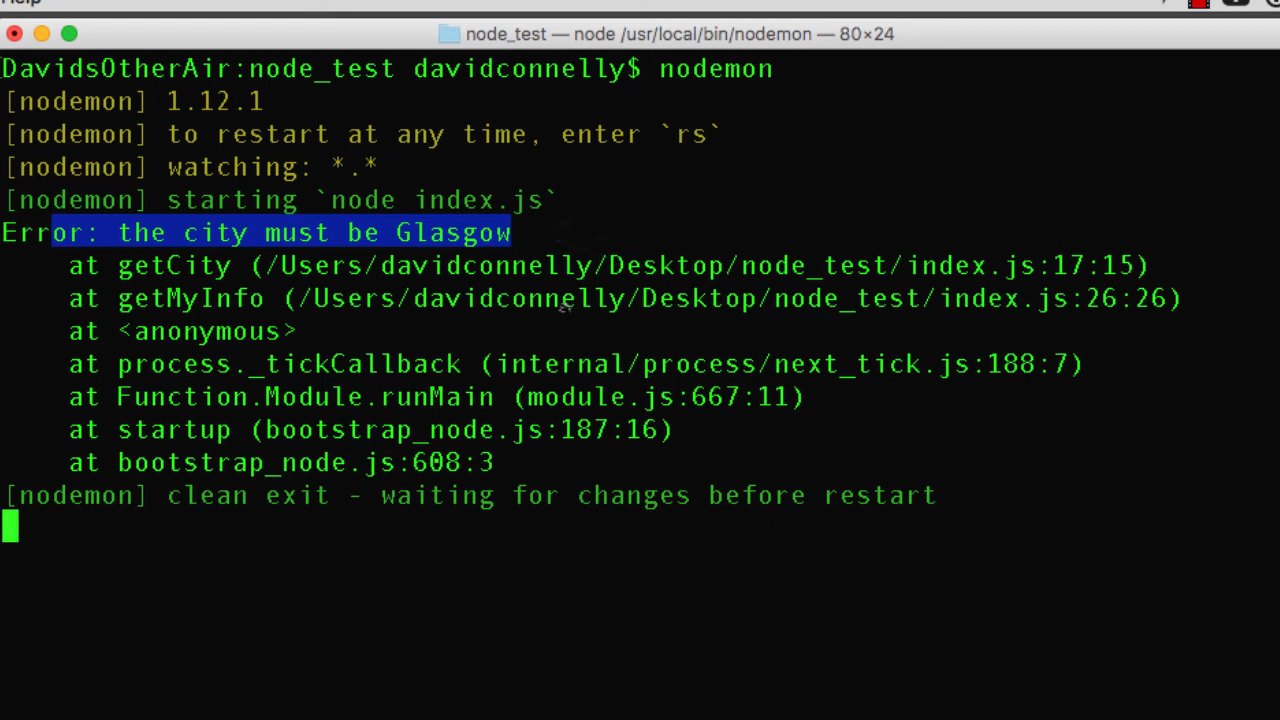 Help
node_test — node /usr/local/bin/nodemon — 80×24
DavidsOtherAir:node_test davidconnelly$ nodemon
[nodemon] 1.12.1
[nodemon] to restart at any time, enter `rs`
[nodemon] watching: *.*
[nodemon] starting `node index.js`
Error: the city must be Glasgow
at getCity (/Users/davidconnelly/Desktop/node_test/index.js:17:15)
at getMyInfo (/Users/davidconnelly/Desktop/node_test/index.js:26:26)
at <anonymous>
at process._tickCallback (internal/process/next_tick.js:188:7)
at Function.Module.runMain (module.js:667:11)
at startup (bootstrap_node.js:187:16)
at bootstrap_node.js:608:3
[nodemon] clean exit - waiting for changes before restart